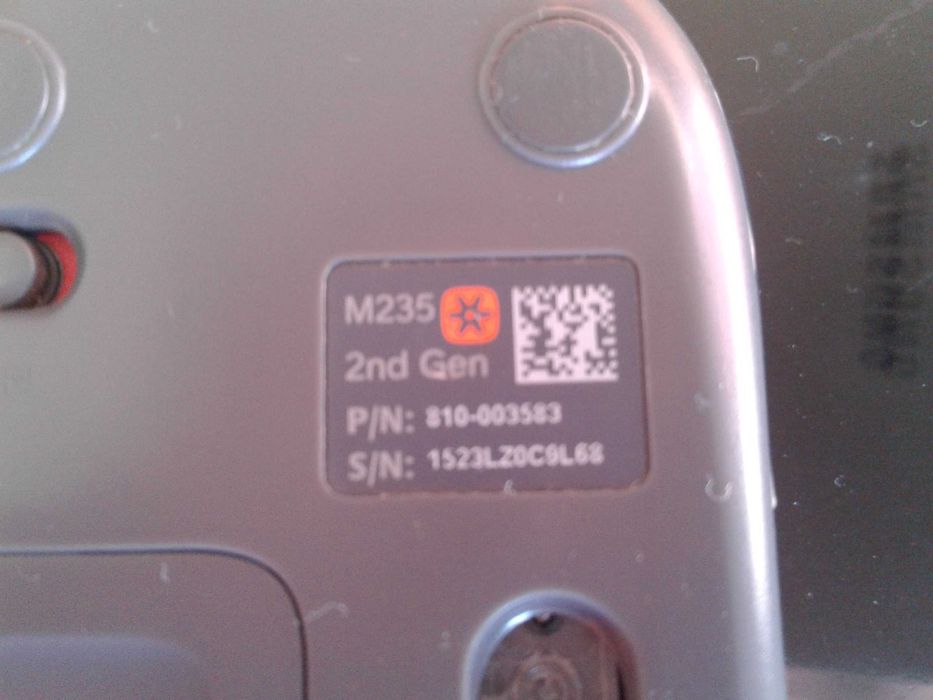 M235
2nd Gen
P/N: 810-003583
S/N: 1523LZ0C9L68